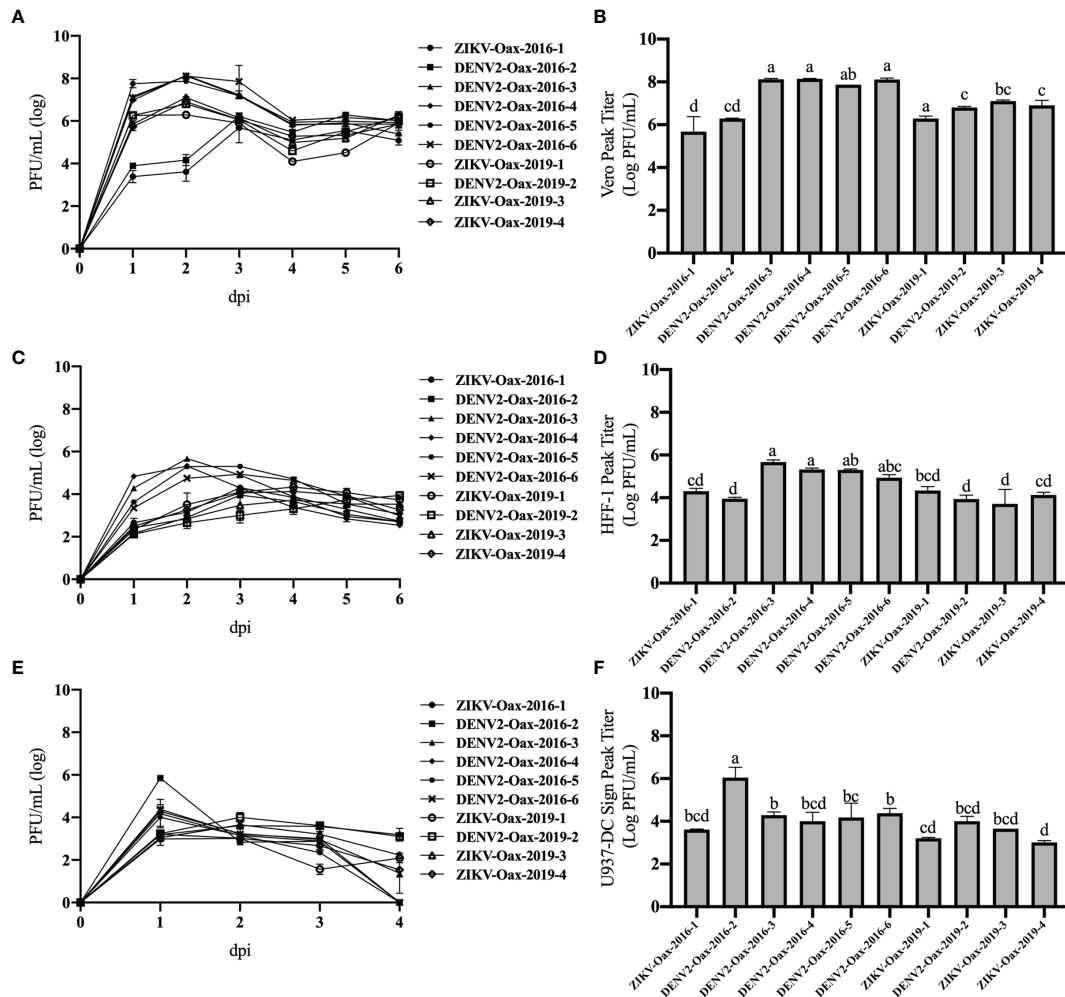 A
PFU/mL (log)
10
8
6
4
2
0
0 1 2 3 4 5 6
dpi
ZIKV-Oax-2016-1
DENV2-Oax-2016-2
DENV2-Oax-2016-3
DENV2-Oax-2016-4
DENV2-Oax-2016-5
DENV2-Oax-2016-6
ZIKV-Oax-2019-1
DENV2-Oax-2019-2
ZIKV-Oax-2019-3
ZIKV-Oax-2019-4
B
Vero Peak Titer
(Log PFU/mL)
10
8
6
4
2
0
d cd a a ab a a c bc c
ZIKV-Oax-2016-1
DENV2-Oax-2016-2
DENV2-Oax-2016-3
DENV2-Oax-2016-4
DENV2-Oax-2016-5
DENV2-Oax-2016-6
ZIKV-Oax-2019-1
DENV2-Oax-2019-2
ZIKV-Oax-2019-3
ZIKV-Oax-2019-4
C
PFU/mL (log)
10
8
6
4
2
0
0 1 2 3 4 5 6
dpi
ZIKV-Oax-2016-1
DENV2-Oax-2016-2
DENV2-Oax-2016-3
DENV2-Oax-2016-4
DENV2-Oax-2016-5
DENV2-Oax-2016-6
ZIKV-Oax-2019-1
DENV2-Oax-2019-2
ZIKV-Oax-2019-3
ZIKV-Oax-2019-4
D
HFF-1 Peak Titer
(Log PFU/mL)
10
8
6
4
2
0
cd d a a ab abc bcd d d d
ZIKV-Oax-2016-1
DENV2-Oax-2016-2
DENV2-Oax-2016-3
DENV2-Oax-2016-4
DENV2-Oax-2016-5
DENV2-Oax-2016-6
ZIKV-Oax-2019-1
DENV2-Oax-2019-2
ZIKV-Oax-2019-3
ZIKV-Oax-2019-4
E
PFU/mL (log)
10
8
6
4
2
0
0 1 2 3 4
dpi
ZIKV-Oax-2016-1
DENV2-Oax-2016-2
DENV2-Oax-2016-3
DENV2-Oax-2016-4
DENV2-Oax-2016-5
DENV2-Oax-2016-6
ZIKV-Oax-2019-1
DENV2-Oax-2019-2
ZIKV-Oax-2019-3
ZIKV-Oax-2019-4
F
U937-DC Sign Peak Titer
(Log PFU/mL)
10
8
6
4
2
0
bcd a b bcd bc b cd bcd bcd d
ZIKV-Oax-2016-1
DENV2-Oax-2016-2
DENV2-Oax-2016-3
DENV2-Oax-2016-4
DENV2-Oax-2016-5
DENV2-Oax-2016-6
ZIKV-Oax-2019-1
DENV2-Oax-2019-2
ZIKV-Oax-2019-3
ZIKV-Oax-2019-4